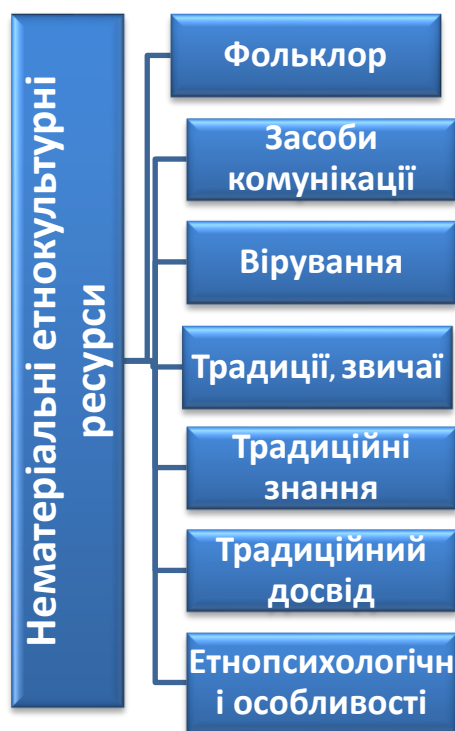 Нематеріальні етнокультурні
ресурси
Фольклор
Засоби
комунікації
Вірування
Традиції, звичаї
Традиційні
знання
Традиційний
досвід
Етнопсихологічн
і особливості